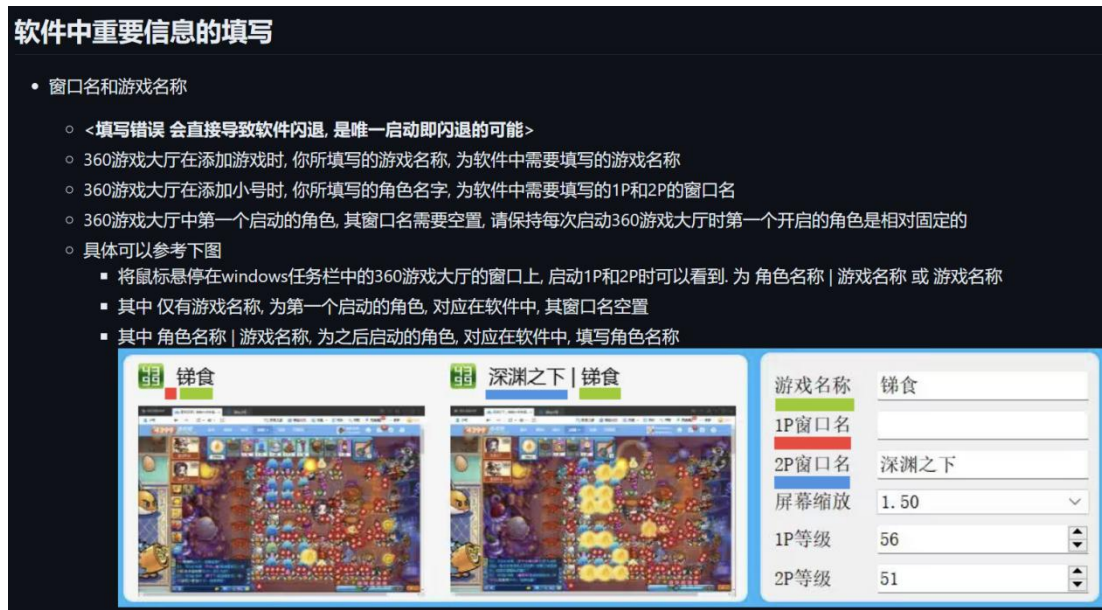 软件中重要信息的填写
窗口名和游戏名称
<填写错误 会直接导致软件闪退, 是唯一启动即闪退的可能>
360游戏大厅在添加游戏时, 你所填写的游戏名称, 为软件中需要填写的游戏名称
360游戏大厅在添加小号时, 你所填写的角色名字, 为软件中需要填写的1P和2P的窗口名
360游戏大厅中第一个启动的角色, 其窗口名需要空置, 请保持每次启动360游戏大厅时第一个开启的角色是相对固定的
具体可以参考下图
将鼠标悬停在windows任务栏中的360游戏大厅的窗口上, 启动1P和2P时可以看到. 为 角色名称 | 游戏名称 或 游戏名称
其中 仅有游戏名称, 为第一个启动的角色, 对应在软件中, 其窗口名空置
其中 角色名称 | 游戏名称, 为之后启动的角色, 对应在软件中, 填写角色名称
4399 锑食
4399 深渊之下 | 锑食
游戏名称 锑食
1P窗口名
2P窗口名 深渊之下
屏幕缩放 1.50
1P等级 56
2P等级 51